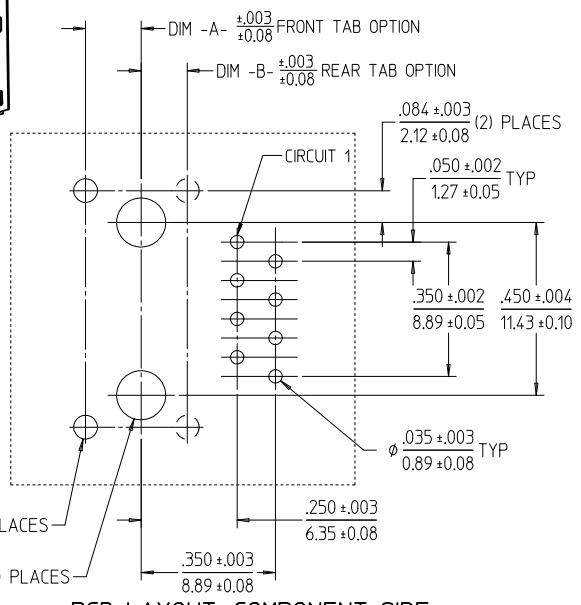 DIM -A- ±.003 FRONT TAB OPTION
±0.08
DIM -B- ±.003 REAR TAB OPTION
±0.08
.084 ±.003
2.12 ±0.08 (2) PLACES
CIRCUIT 1
.050 ±.002
1.27 ±0.05 TYP
.350 ±.002
8.89 ±0.05
.450 ±.004
11.43 ±0.10
ø .035 ±.003 TYP
0.89 ±0.08
.250 ±.003
6.35 ±0.08
PLACES
.350 ±.003
8.89 ±0.08